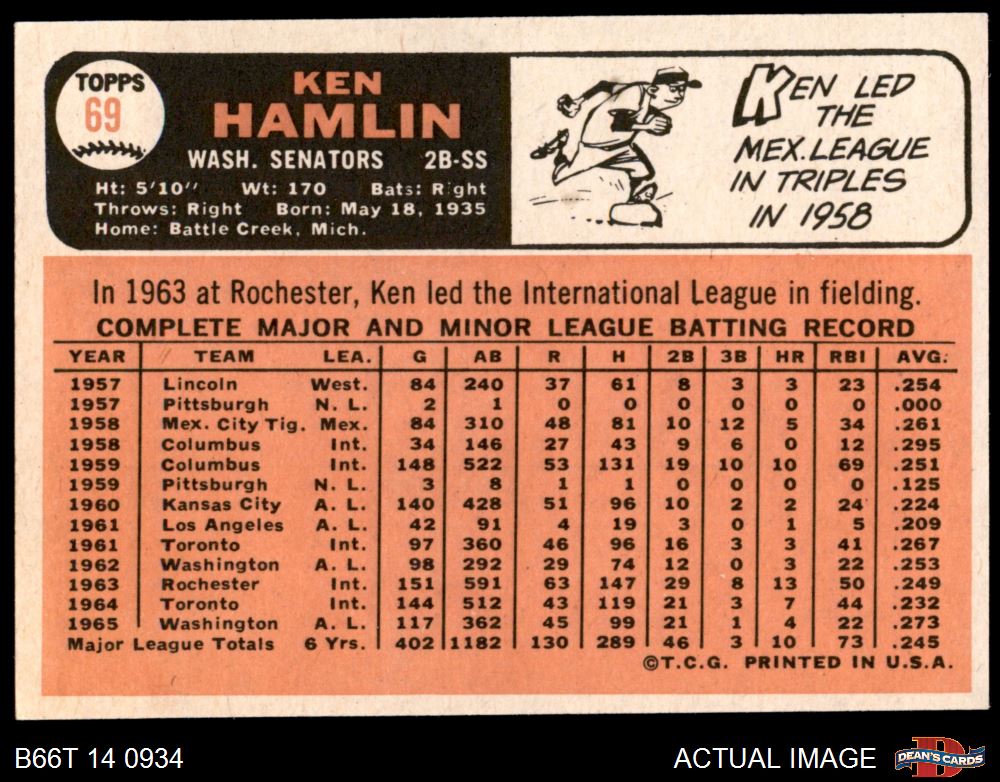 TOPPS
69
KEN
HAMLIN
WASH. SENATORS 2B-SS
Ht: 5'10" Wt: 170 Bats: Right
Throws: Right Born: May 18, 1935
Home: Battle Creek, Mich.
KEN LED
THE
MEX. LEAGUE
IN TRIPLES
IN 1958
In 1963 at Rochester, Ken led the International League in fielding.
COMPLETE MAJOR AND MINOR LEAGUE BATTING RECORD
YEAR TEAM LEA. G AB R H 2B 3B HR RBI AVG.
1957 Lincoln West. 84 240 37 61 8 3 3 23 .254
1957 Pittsburgh N. L. 2 1 0 0 0 0 0 0 .000
1958 Mex. City Tig. Mex. 84 310 48 81 10 12 5 34 .261
1958 Columbus Int. 34 146 27 43 9 6 0 12 .295
1959 Columbus Int. 148 522 53 131 19 10 10 69 .251
1959 Pittsburgh N. L. 3 8 1 1 0 0 0 0 .125
1960 Kansas City A. L. 140 428 51 96 10 2 2 24 .224
1961 Los Angeles A. L. 42 91 4 19 3 0 1 5 .209
1961 Toronto Int. 97 360 46 96 16 3 3 41 .267
1962 Washington A. L. 98 292 29 74 12 0 3 22 .253
1963 Rochester Int. 151 591 63 147 29 8 13 50 .249
1964 Toronto Int. 144 512 43 119 21 3 7 44 .232
1965 Washington A. L. 117 362 45 99 21 1 4 22 .273
Major League Totals 6 Yrs. 402 1182 130 289 46 3 10 73 .245
©T.C.G. PRINTED IN U.S.A.
B66T 14 0934
ACTUAL IMAGE
D
DEAN'S CARDS